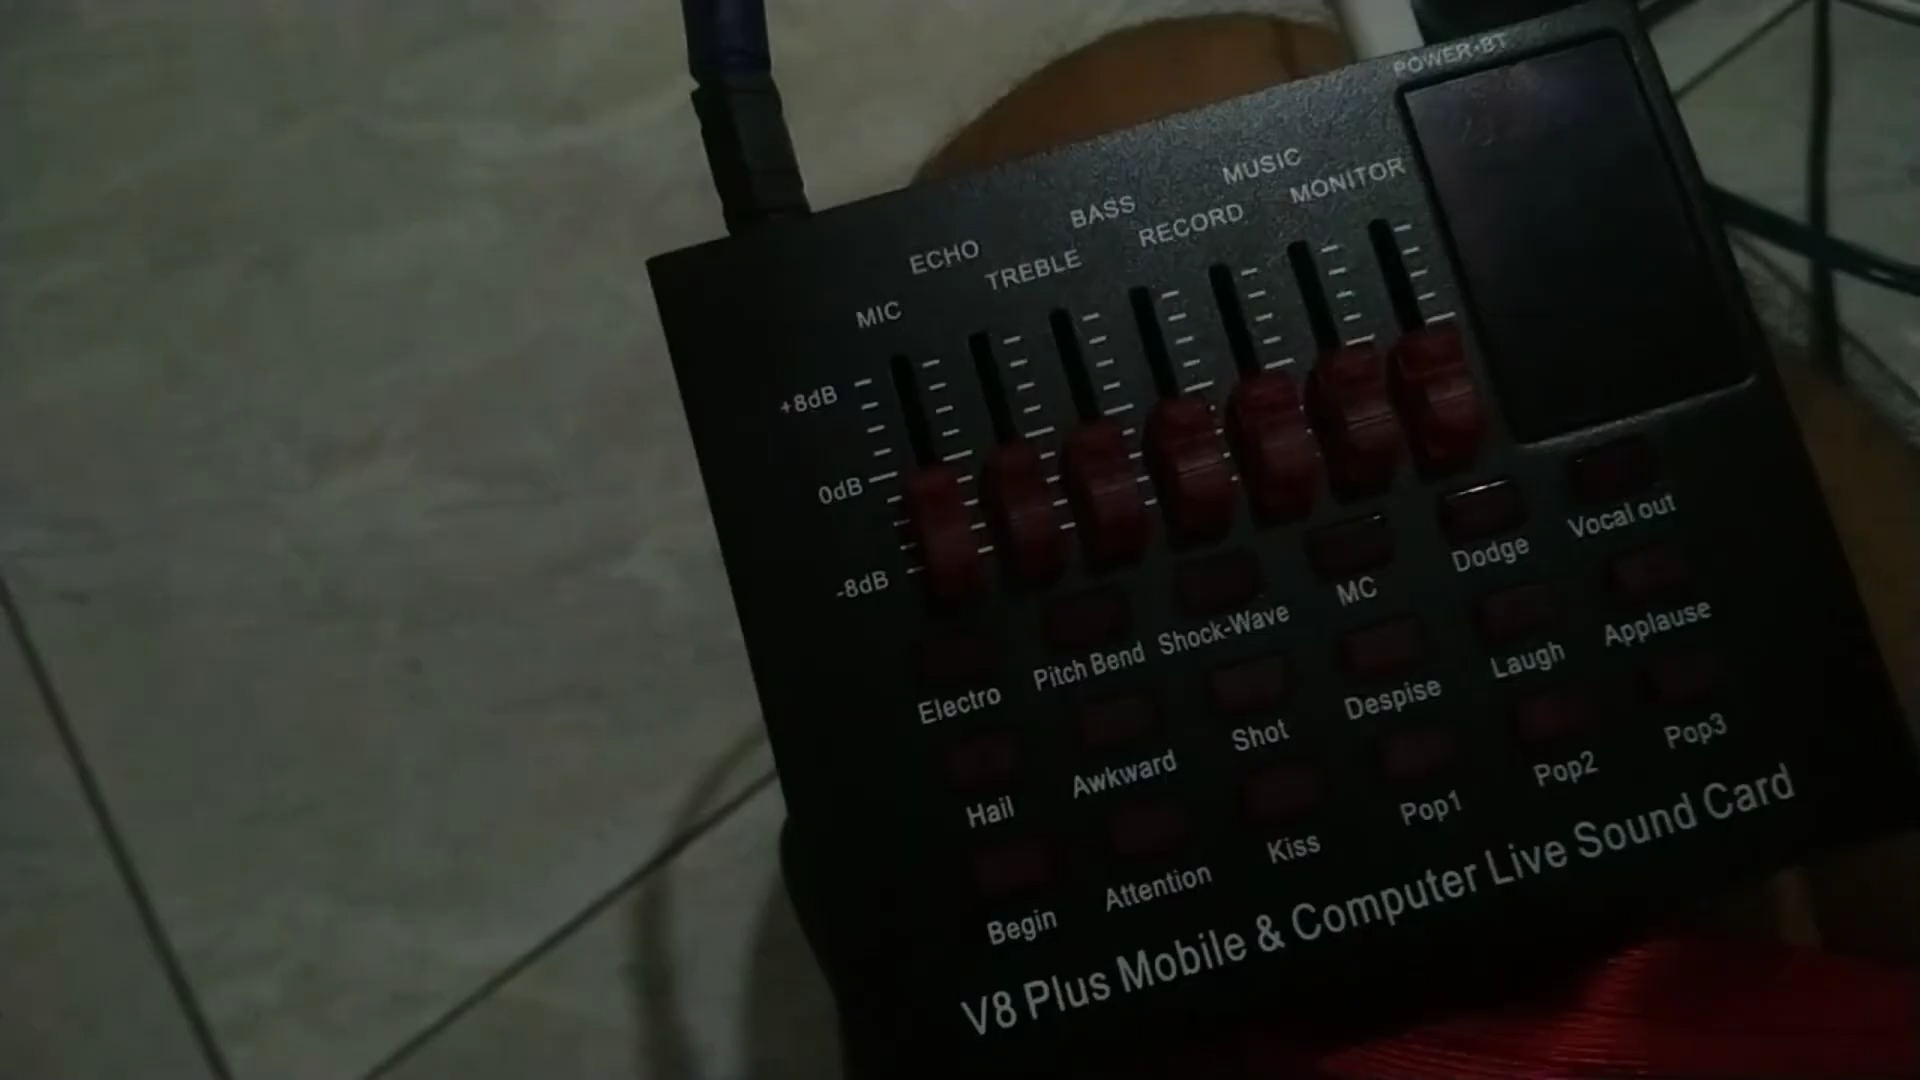 POWER•BT
MIC ECHO TREBLE BASS RECORD MUSIC MONITOR
+8dB
0dB
-8dB
Electro Pitch Bend Shock-Wave MC Dodge Vocal out
Hail Awkward Shot Despise Laugh Applause
Begin Attention Kiss Pop1 Pop2 Pop3
V8 Plus Mobile & Computer Live Sound Card